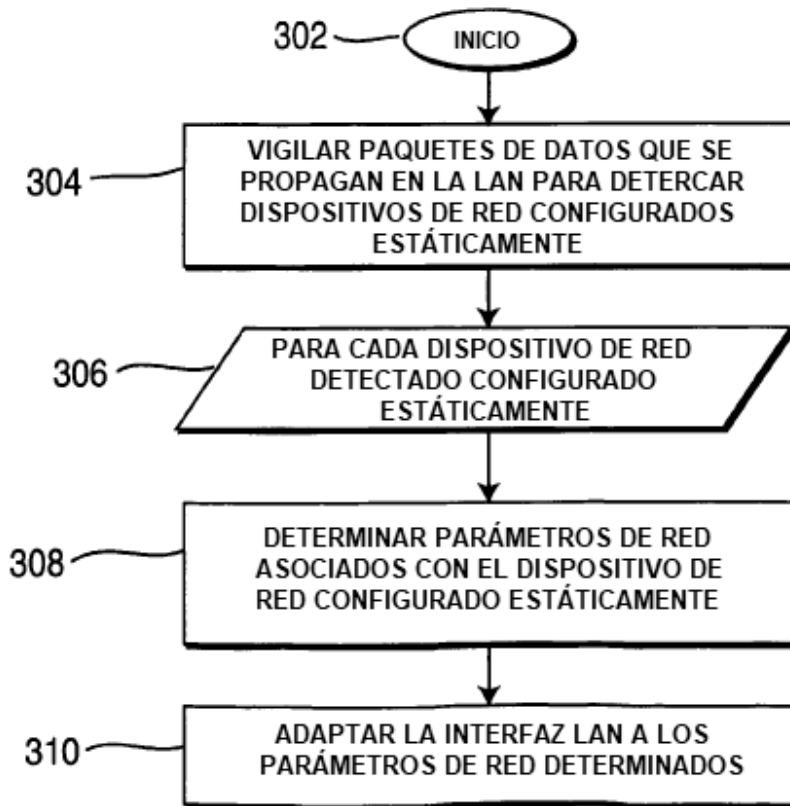 302
INICIO
304
VIGILAR PAQUETES DE DATOS QUE SE
PROPAGAN EN LA LAN PARA DETERCAR
DISPOSITIVOS DE RED CONFIGURADOS
ESTÁTICAMENTE
306
PARA CADA DISPOSITIVO DE RED
DETECTADO CONFIGURADO
ESTÁTICAMENTE
308
DETERMINAR PARÁMETROS DE RED
ASOCIADOS CON EL DISPOSITIVO DE
RED CONFIGURADO ESTÁTICAMENTE
310
ADAPTAR LA INTERFAZ LAN A LOS
PARÁMETROS DE RED DETERMINADOS